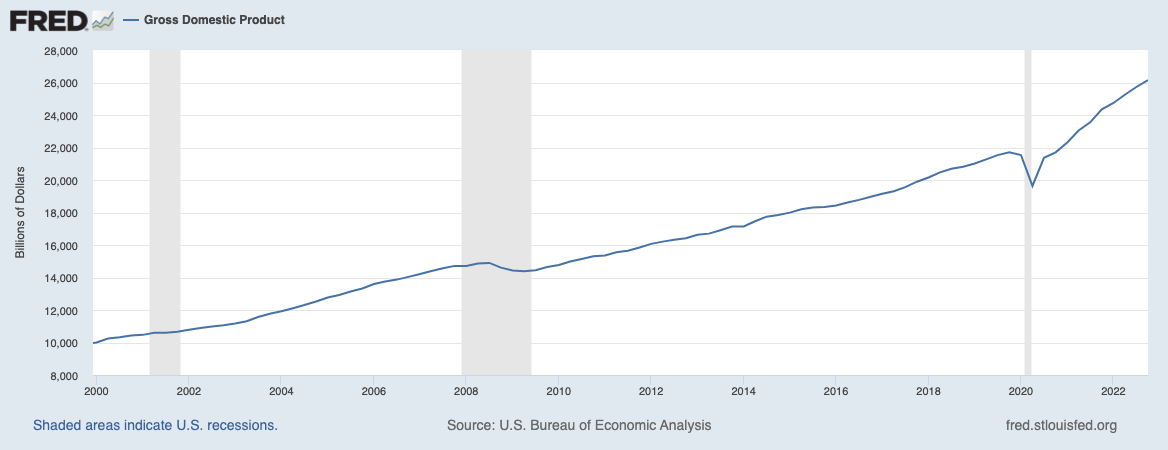 FRED
Gross Domestic Product
28,000
26,000
24,000
22,000
20,000
18,000
16,000
14,000
12,000
10,000
8,000
Billions of Dollars
2000 2002 2004 2006 2008 2010 2012 2014 2016 2018 2020 2022
Shaded areas indicate U.S. recessions. Source: U.S. Bureau of Economic Analysis fred.stlouisfed.org